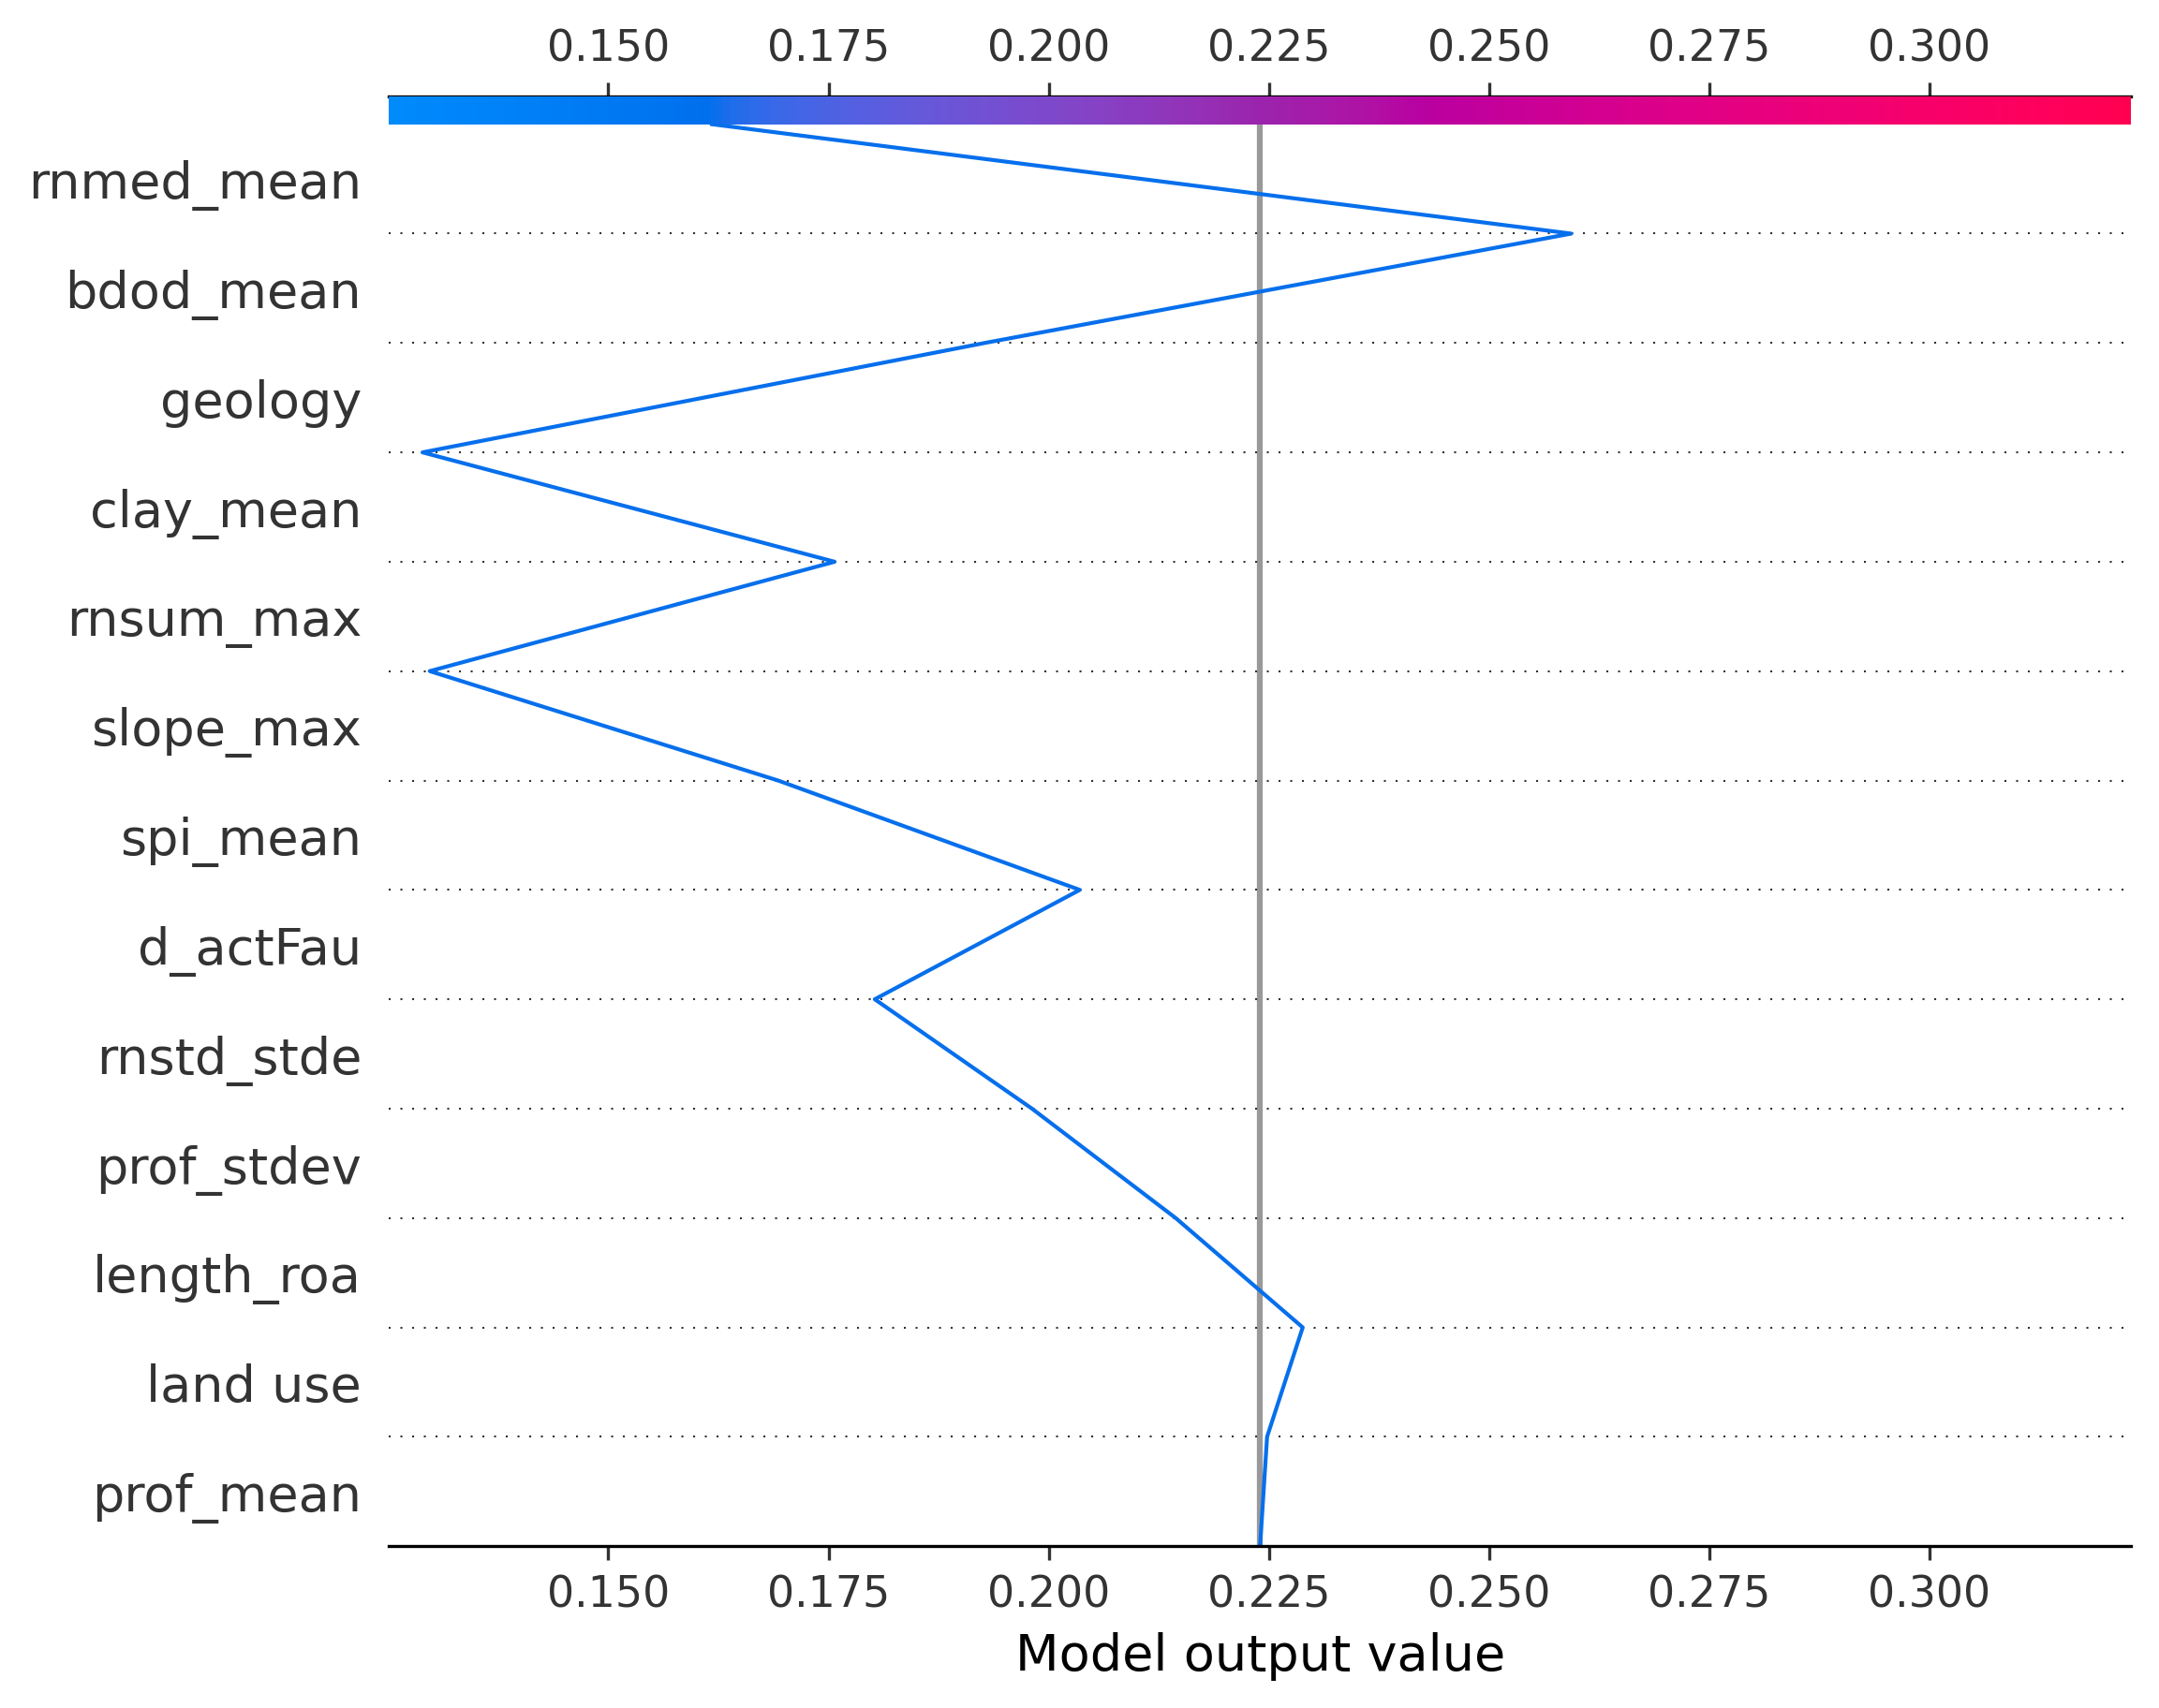 0.150 0.175 0.200 0.225 0.250 0.275 0.300
rnmed_mean
bdod_mean
geology
clay_mean
rnsum_max
slope_max
spi_mean
d_actFau
rnstd_stde
prof_stdev
length_roa
land use
prof_mean
0.150 0.175 0.200 0.225 0.250 0.275 0.300
Model output value